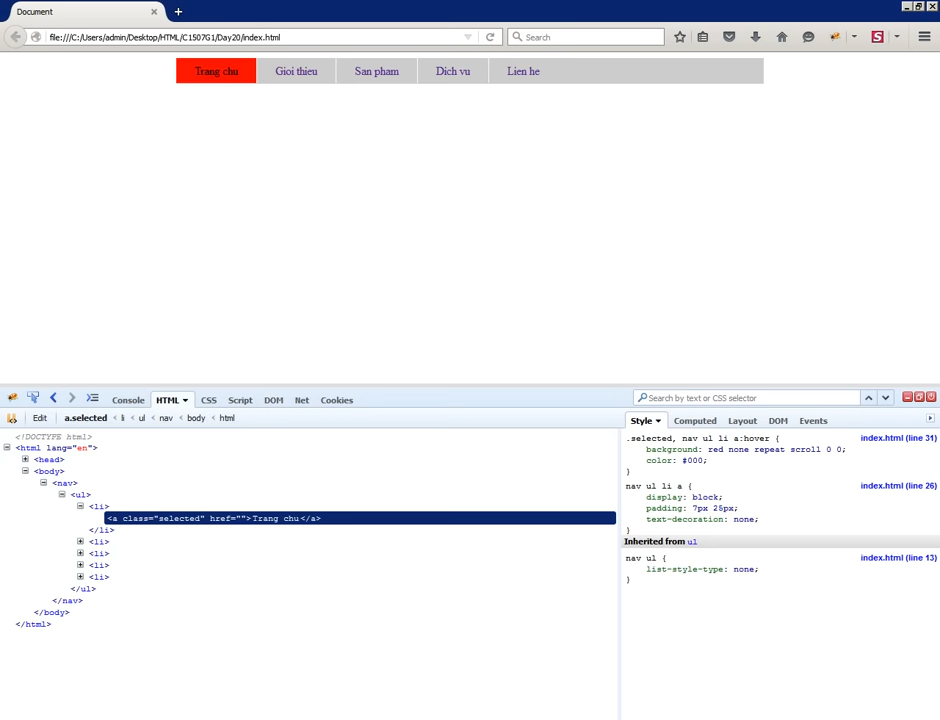 Document
file:///C:/Users/admin/Desktop/HTML/C1507G1/Day20/index.html
Search
S
Trang chu
Gioi thieu
San pham
Dich vu
Lien he
Console
HTML
CSS
Script
DOM
Net
Cookies
Search by text or CSS selector
Edit
a.selected < li < ul < nav < body < html
Style
Computed
Layout
DOM
Events
<!DOCTYPE html>
<html lang="en">
<head>
<body>
<nav>
<ul>
<li>
<a class="selected" href="">Trang chu</a>
</li>
<li>
<li>
<li>
<li>
</ul>
</nav>
</body>
</html>
.selected, nav ul li a:hover {
index.html (line 31)
background: red none repeat scroll 0 0;
color: #000;
}
nav ul li a {
index.html (line 26)
display: block;
padding: 7px 25px;
text-decoration: none;
}
Inherited from ul
nav ul {
index.html (line 13)
list-style-type: none;
}